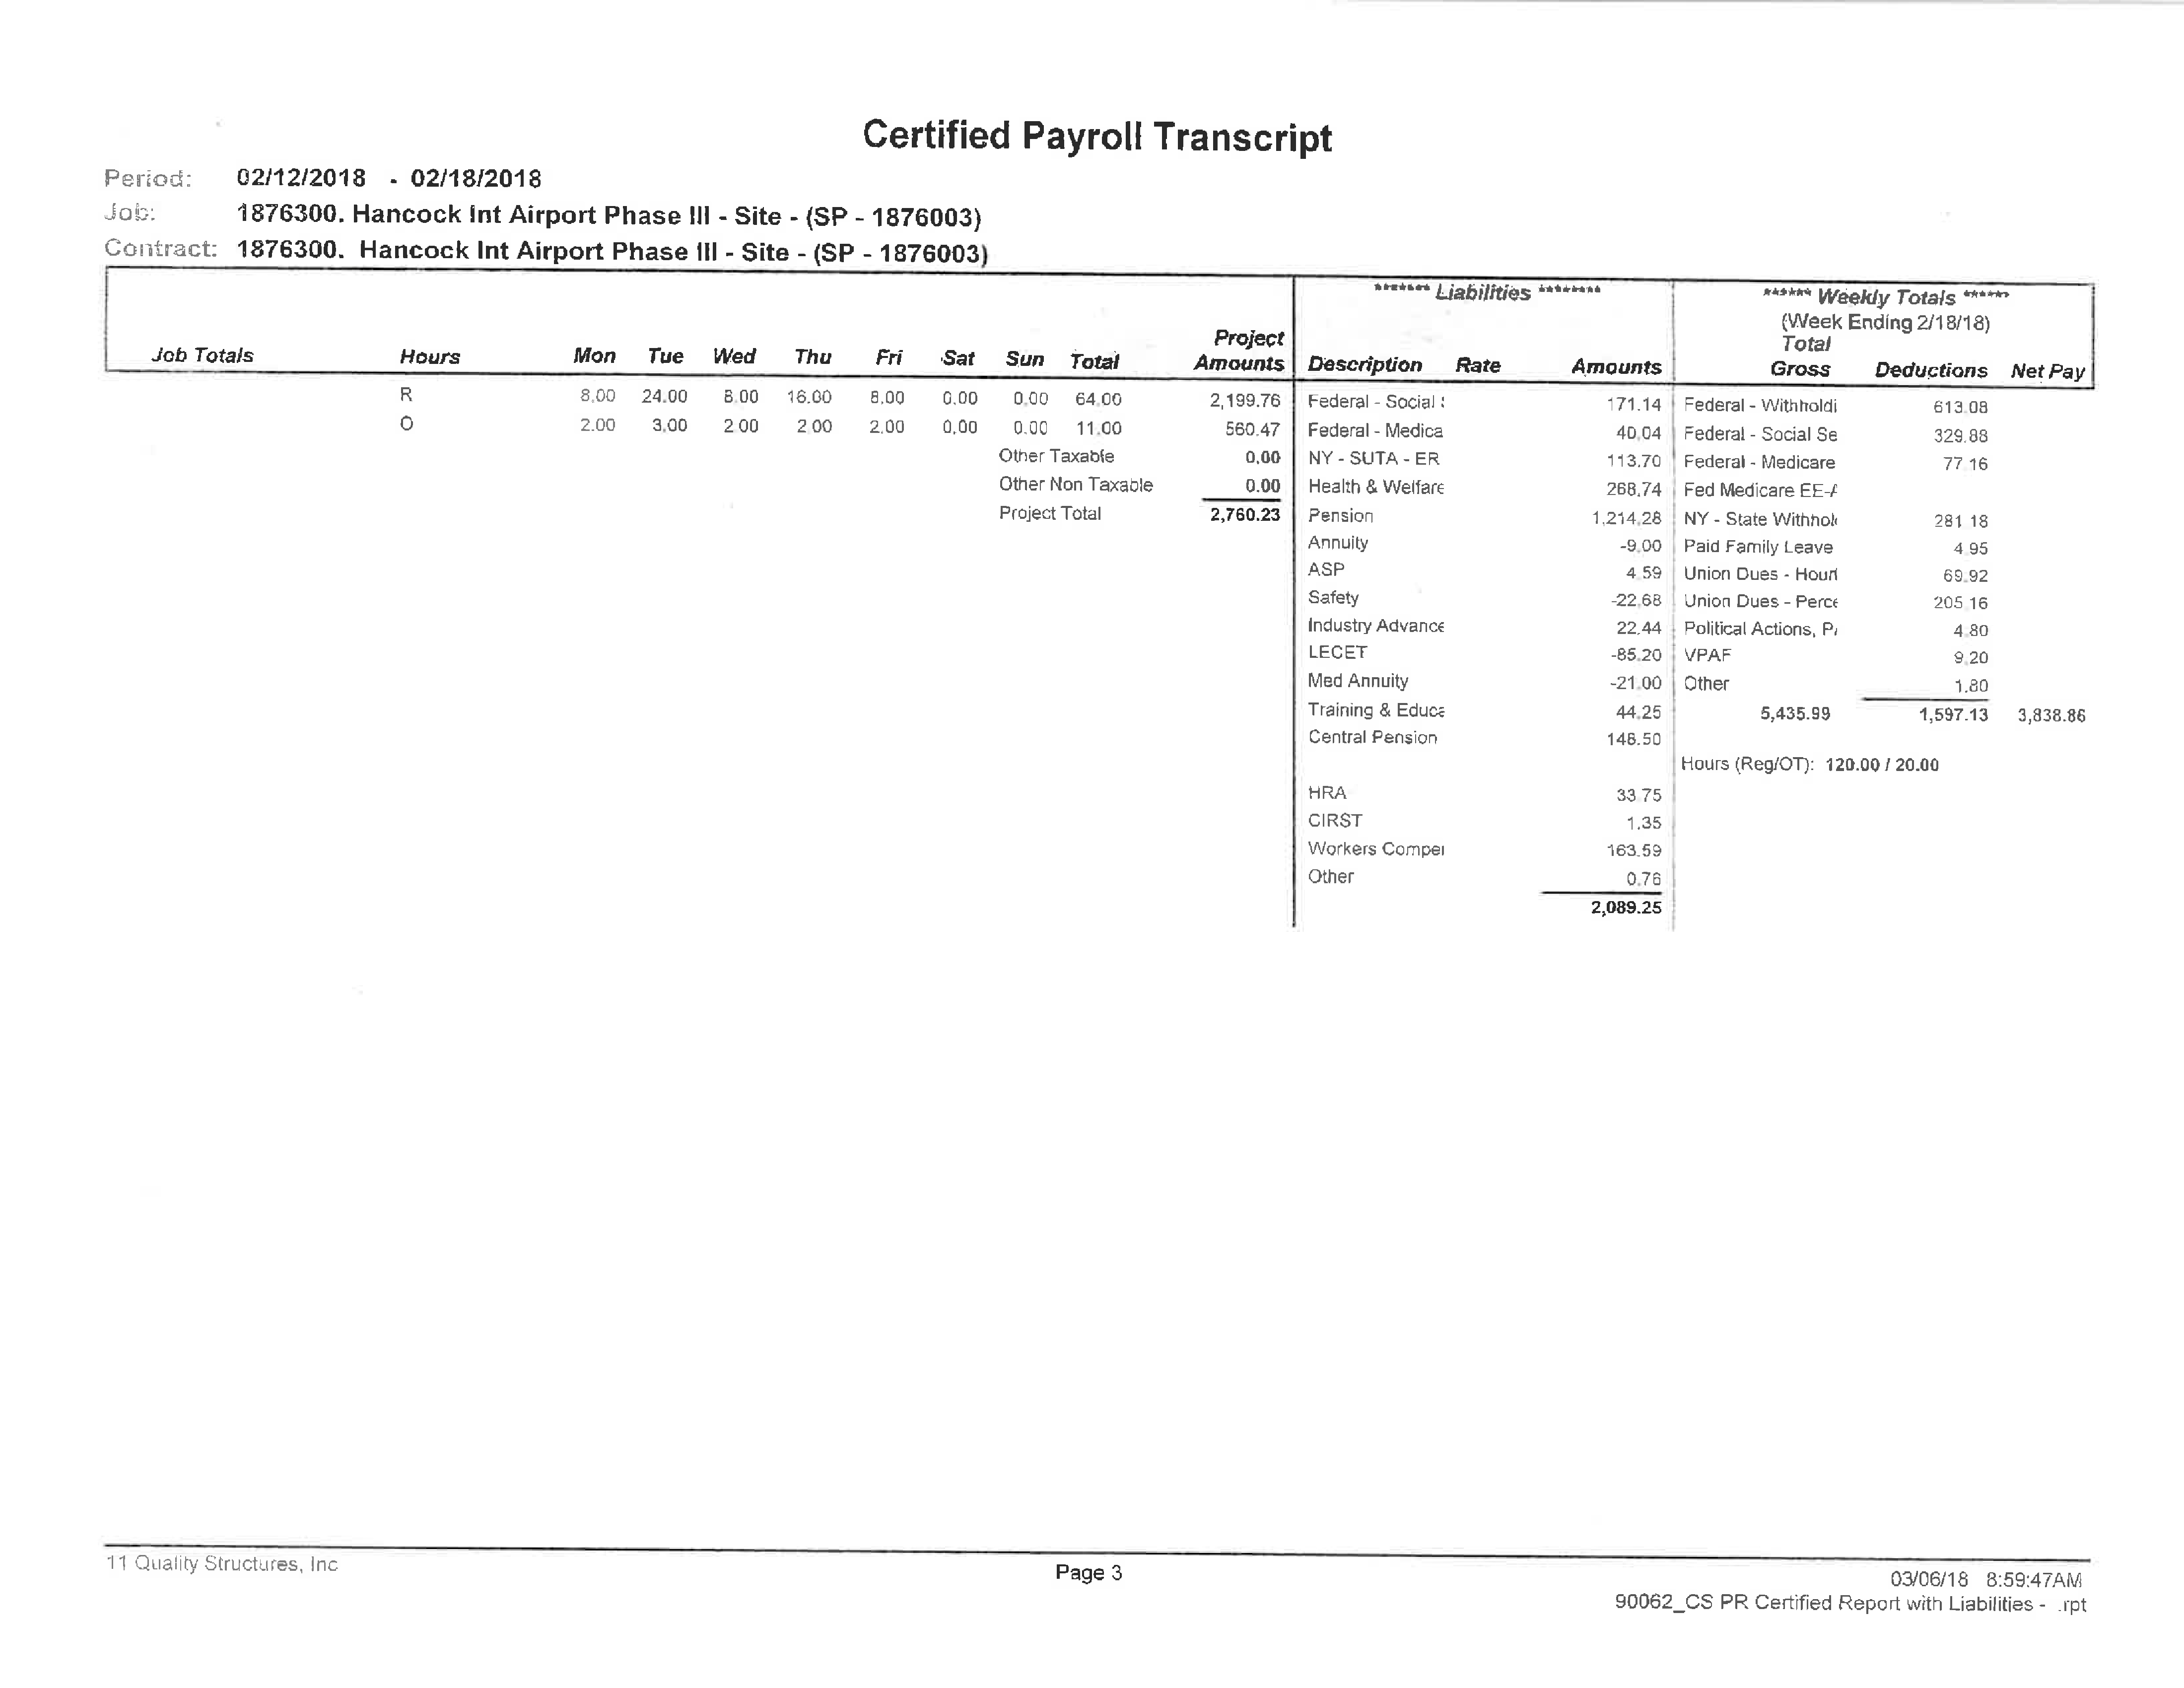 Certified Payroll Transcript
Period: 02/12/2018 - 02/18/2018
Job: 1876300. Hancock Int Airport Phase III - Site - (SP - 1876003)
Contract: 1876300. Hancock Int Airport Phase III - Site - (SP - 1876003)
******* Liabilities ******** ****** Weekly Totals ******
(Week Ending 2/18/18)
Project Total
Job Totals Hours Mon Tue Wed Thu Fri Sat Sun Total Amounts Description Rate Amounts Gross Deductions Net Pay
R 8.00 24.00 8.00 16.00 8.00 0.00 0.00 64.00 2,199.76 Federal - Social 171.14 Federal - Withholdi 613.08
O 2.00 3.00 2.00 2.00 2.00 0.00 0.00 11.00 560.47 Federal - Medica 40.04 Federal - Social Se 329.88
Other Taxable 0.00 NY - SUTA - ER 113.70 Federal - Medicare 77.16
Other Non Taxable 0.00 Health & Welfare 268.74 Fed Medicare EE-
Project Total 2,760.23 Pension 1,214.28 NY - State Withhol 281.18
Annuity -9.00 Paid Family Leave 4.95
ASP 4.59 Union Dues - Hourl 69.92
Safety -22.68 Union Dues - Perce 205.16
Industry Advance 22.44 Political Actions, P 4.80
LECET -85.20 VPAF 9.20
Med Annuity -21.00 Other 1.80
Training & Educa 44.25 5,435.99 1,597.13 3,838.86
Central Pension 148.50
Hours (Reg/OT): 120.00 / 20.00
HRA 33.75
CIRST 1.35
Workers Compe 163.59
Other 0.76
2,089.25
11 Quality Structures, Inc Page 3 03/06/18 8:59:47AM
90062_CS PR Certified Report with Liabilities - .rpt